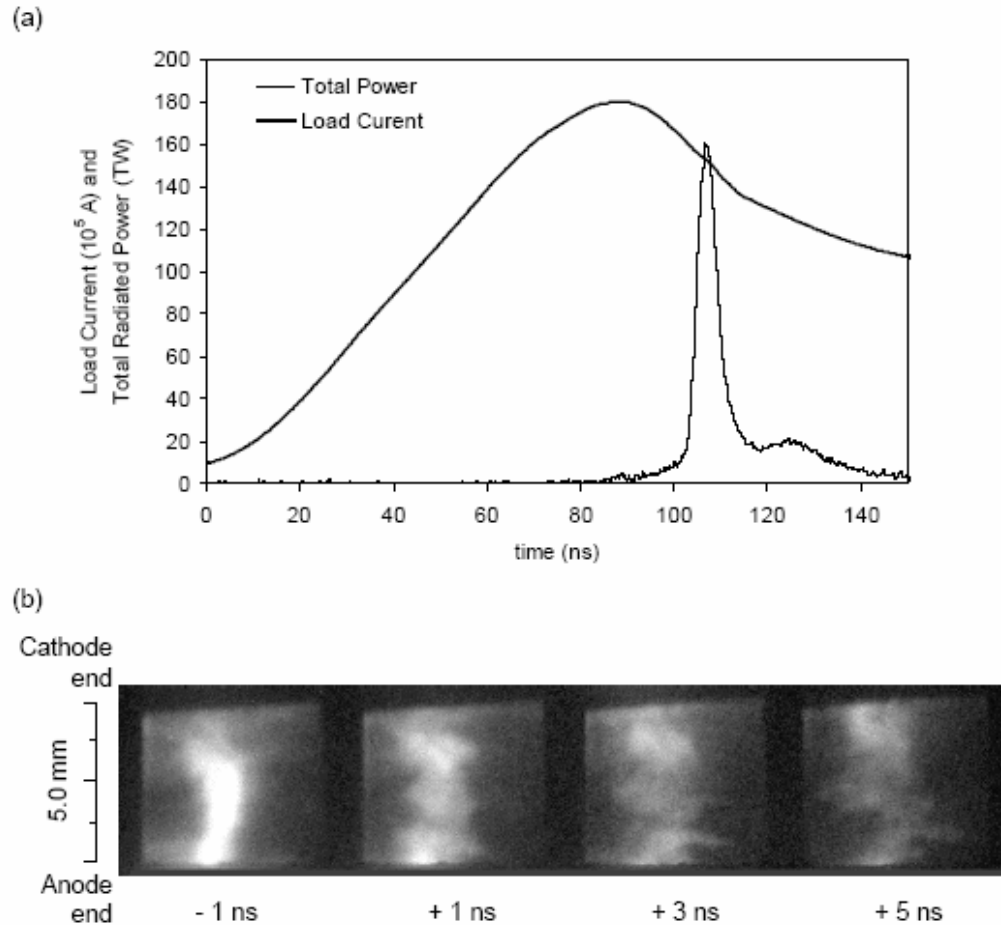 (a)
200
180
160
140
120
100
80
60
40
20
0
Load Current (10⁵ A) and
Total Radiated Power (TW)
Total Power
Load Curent
0 20 40 60 80 100 120 140
time (ns)
(b)
Cathode
end
5.0 mm
Anode
end
- 1 ns + 1 ns + 3 ns + 5 ns